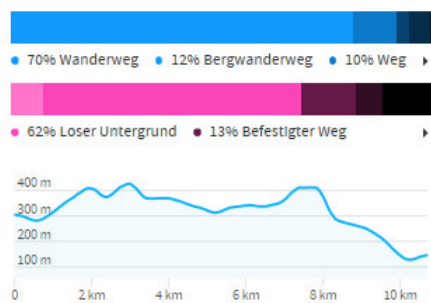 70% Wanderweg 12% Bergwanderweg 10% Weg
62% Loser Untergrund 13% Befestigter Weg
400 m
300 m
200 m
100 m
0 2 km 4 km 6 km 8 km 10 km